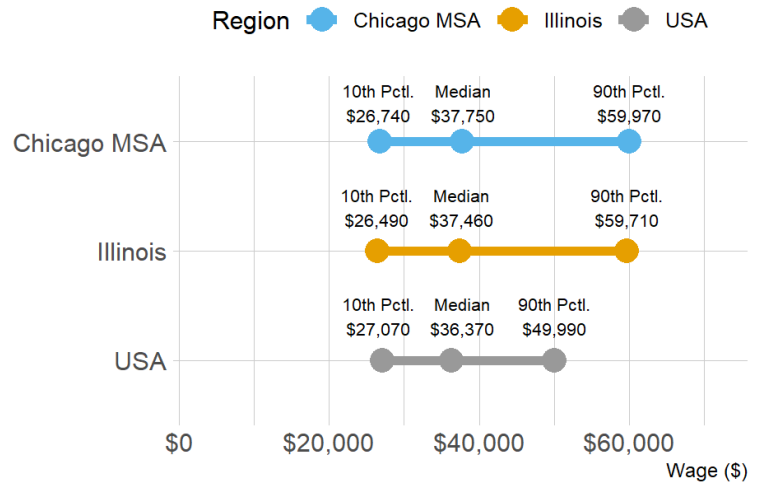 Region Chicago MSA Illinois USA
10th Pctl. Median 90th Pctl.
$26,740 $37,750 $59,970
Chicago MSA
10th Pctl. Median 90th Pctl.
$26,490 $37,460 $59,710
Illinois
10th Pctl. Median 90th Pctl.
$27,070 $36,370 $49,990
USA
$0 $20,000 $40,000 $60,000
Wage ($)